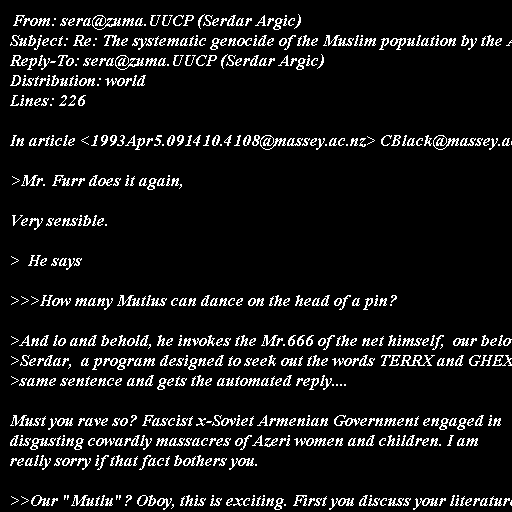 From: sera@zuma.UUCP (Serdar Argic)
Subject: Re: The systematic genocide of the Muslim population by the
Reply-To: sera@zuma.UUCP (Serdar Argic)
Distribution: world
Lines: 226
In article <1993Apr5.091410.4108@massey.ac.nz> CBlack@massey.a
>Mr. Furr does it again,
Very sensible.
>  He says
>>>How many Mutlus can dance on the head of a pin?
>And lo and behold, he invokes the Mr.666 of the net himself,  our belo
>Serdar,  a program designed to seek out the words TERRX and GHEX
>same sentence and gets the automated reply....
Must you rave so? Fascist x-Soviet Armenian Government engaged in
disgusting cowardly massacres of Azeri women and children. I am
really sorry if that fact bothers you.
>>Our "Mutlu"? Oboy, this is exciting. First you discuss your literatur